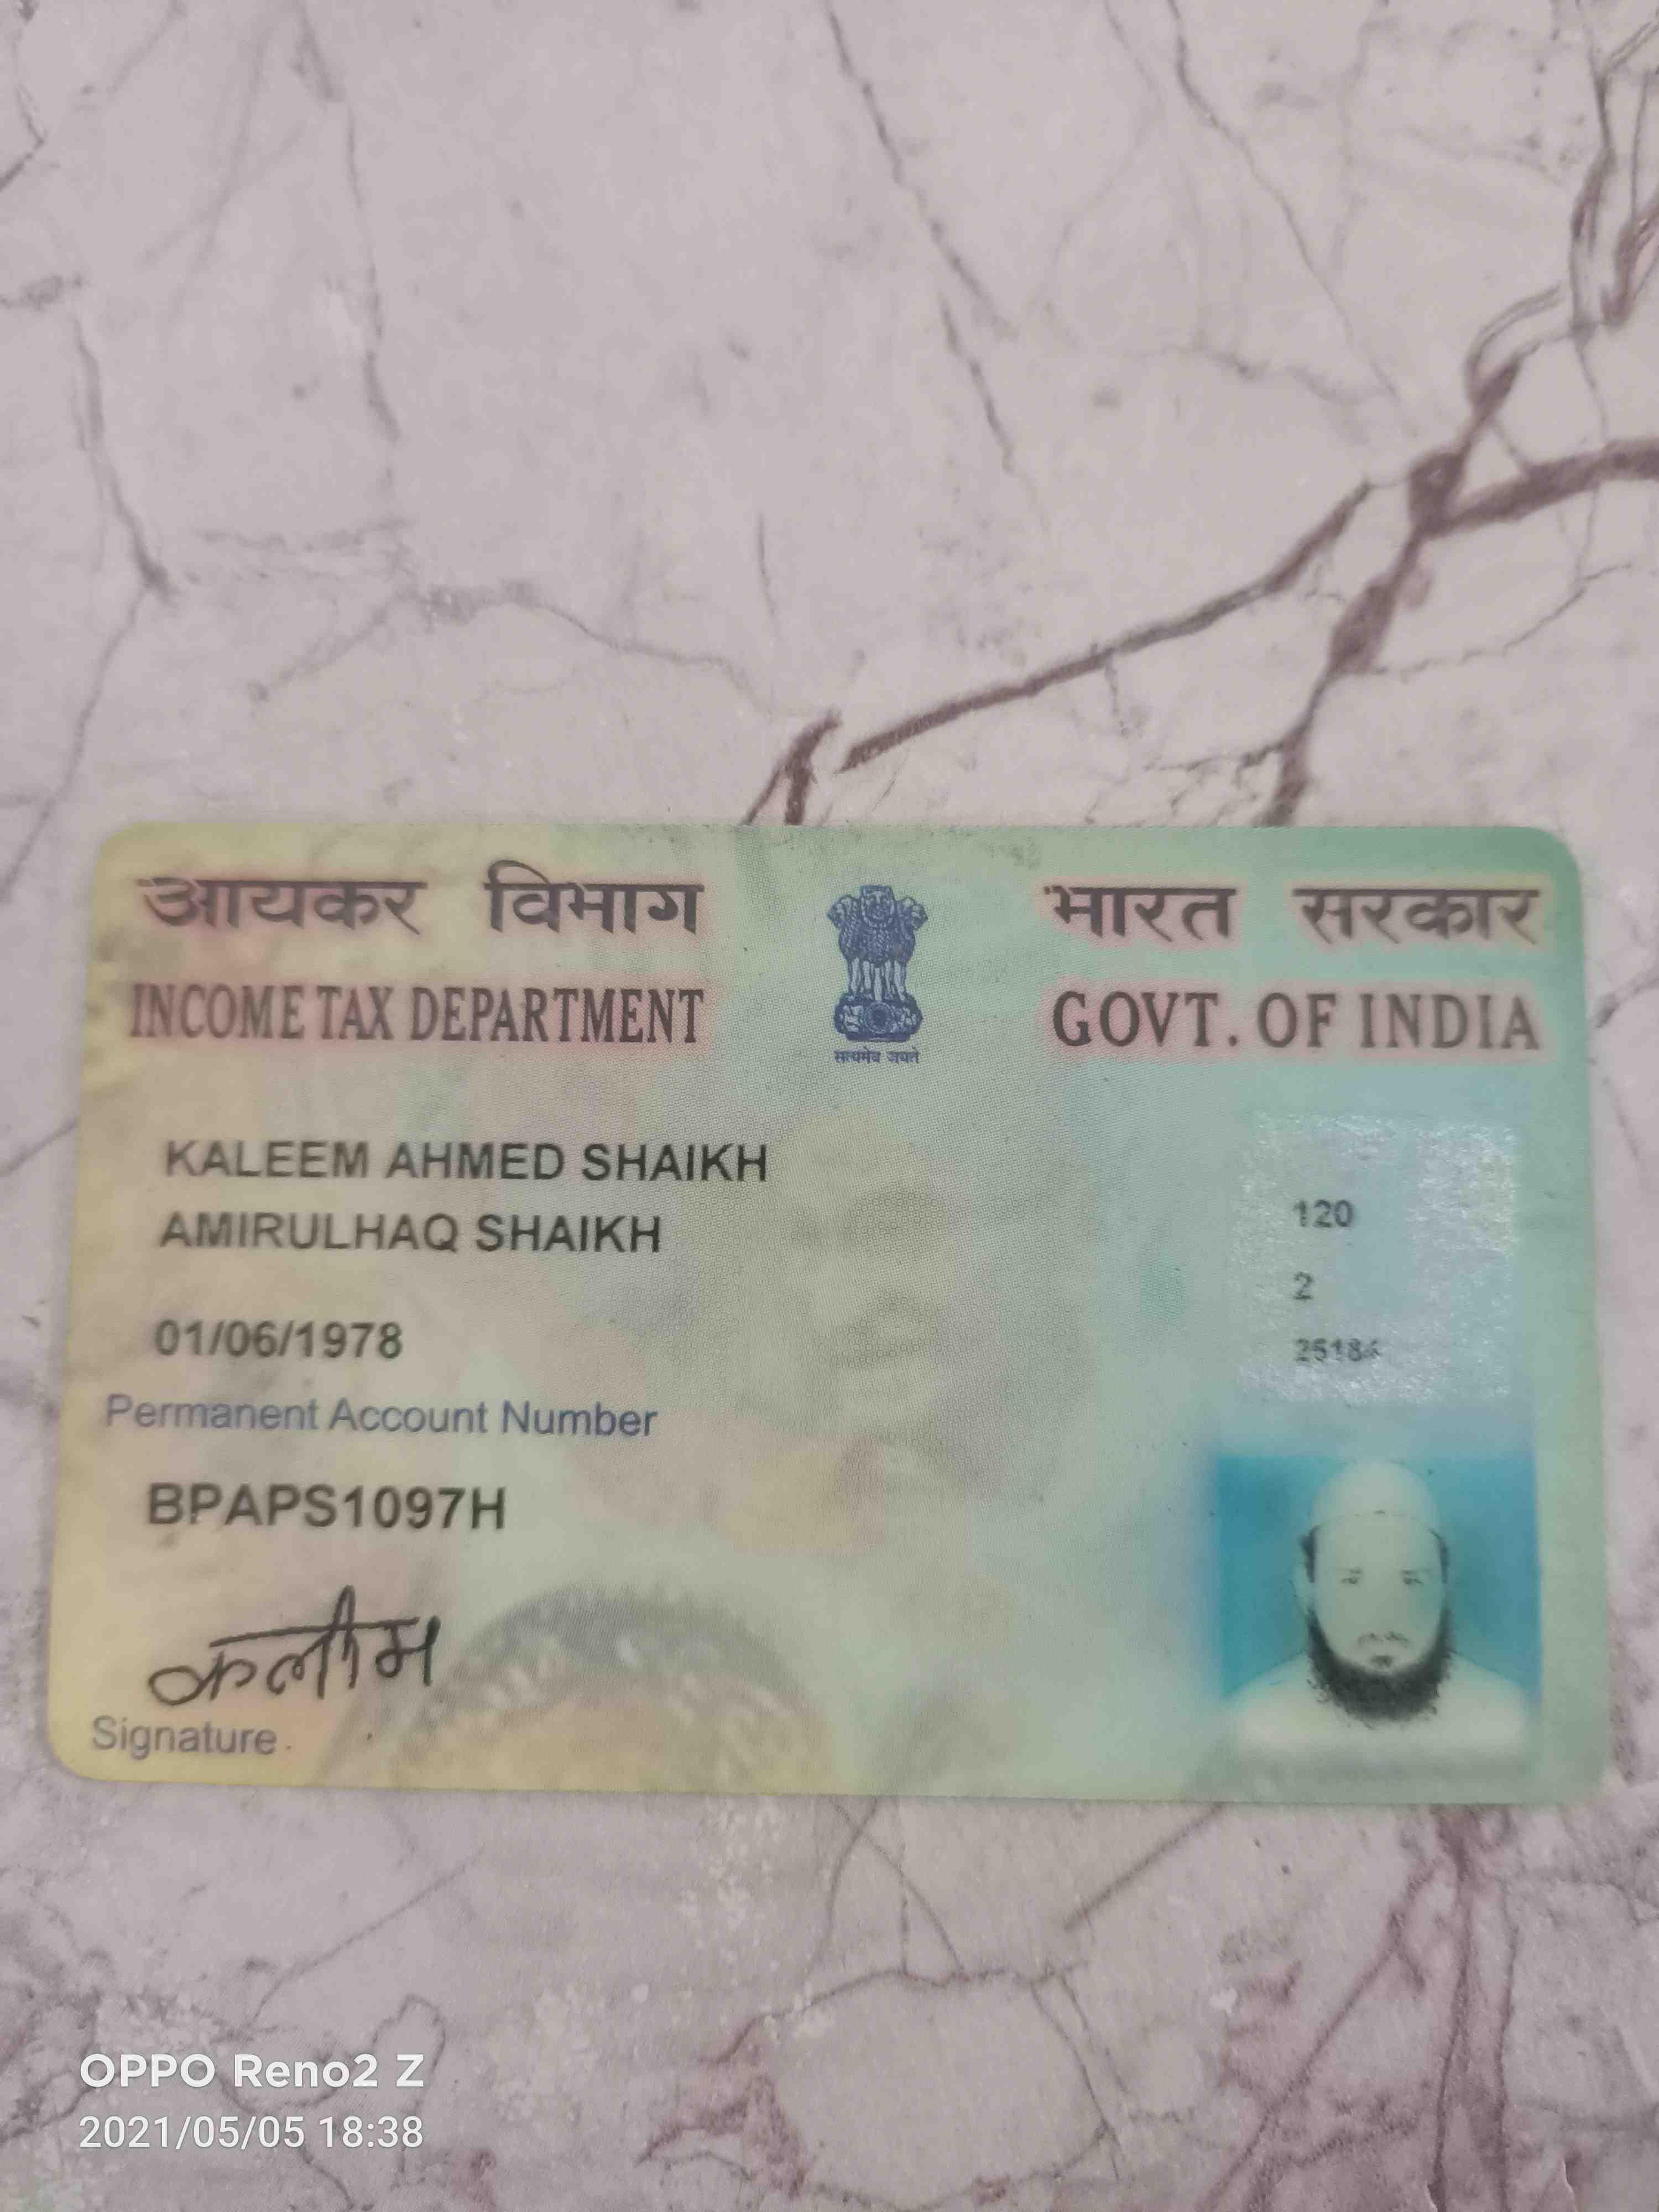 आयकर विभाग
INCOME TAX DEPARTMENT
सत्यमेव जयते
भारत सरकार
GOVT. OF INDIA
KALEEM AHMED SHAIKH
AMIRULHAQ SHAIKH
01/06/1978
Permanent Account Number
BPAPS1097H
कलीम
Signature
120
2
OPPO Reno2 Z
2021/05/05 18:38